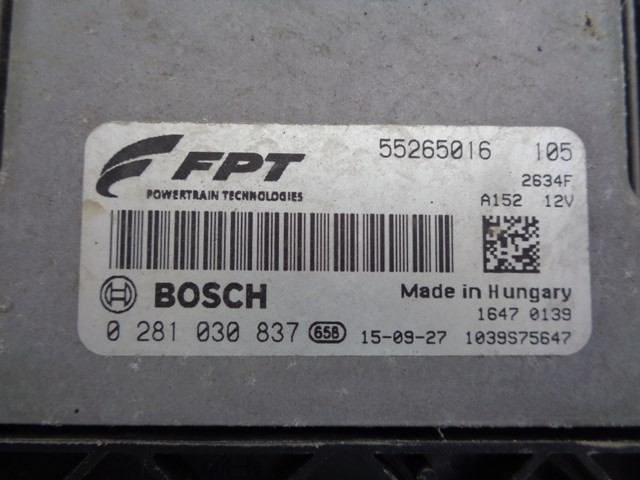 FPT 55265016 105
POWERTRAIN TECHNOLOGIES 2634F
A152 12V
BOSCH Made in Hungary
1647 0139
0 281 030 837 65B 15-09-27 1039S75647